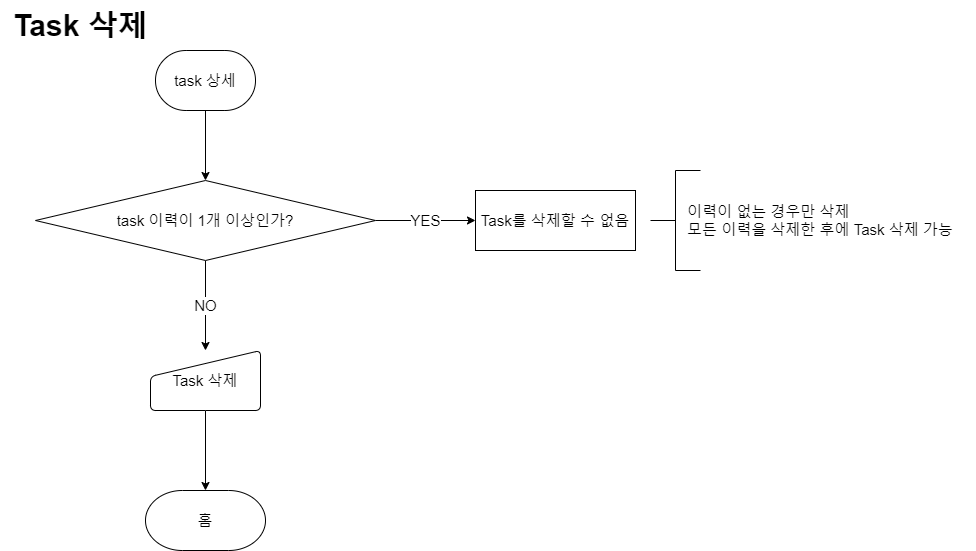 Task 삭제
task 상세
task 이력이 1개 이상인가?
YES
Task를 삭제할 수 없음
이력이 없는 경우만 삭제
모든 이력을 삭제한 후에 Task 삭제 가능
NO
Task 삭제
홈